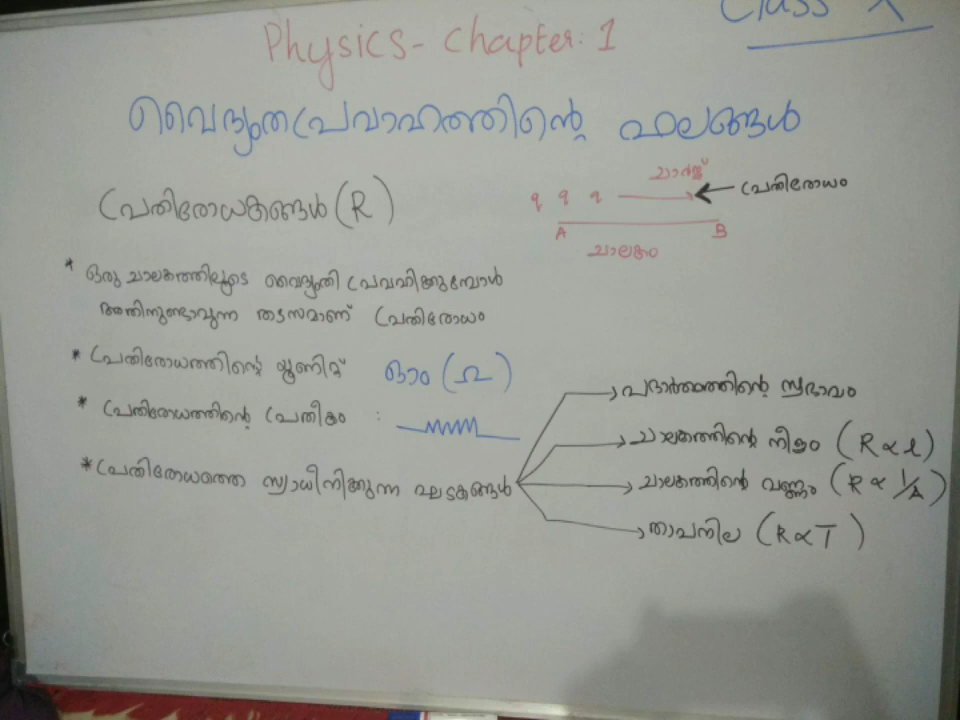 Class X
Physics - Chapter: 1
വൈദ്യുതപ്രവാഹത്തിന്റെ ഫലങ്ങൾ
പ്രതിരോധകങ്ങൾ (R)
ചാർജ്
q q q
പ്രതിരോധം
A B
ചാലകം
* ഒരു ചാലകത്തിലൂടെ വൈദ്യുതി പ്രവഹിക്കുമ്പോൾ
അതിനുണ്ടാവുന്ന തടസമാണ് പ്രതിരോധം
* പ്രതിരോധത്തിന്റെ യൂണിറ്റ് ഓം (Ω)
* പ്രതിരോധത്തിന്റെ പ്രതീകം :
* പ്രതിരോധത്തെ സ്വാധീനിക്കുന്ന ഘടകങ്ങൾ
പദാർത്ഥത്തിന്റെ സ്വഭാവം
ചാലകത്തിന്റെ നീളം (R ∝ l)
ചാലകത്തിന്റെ വണ്ണം (R ∝ 1/A)
താപനില (R ∝ T)